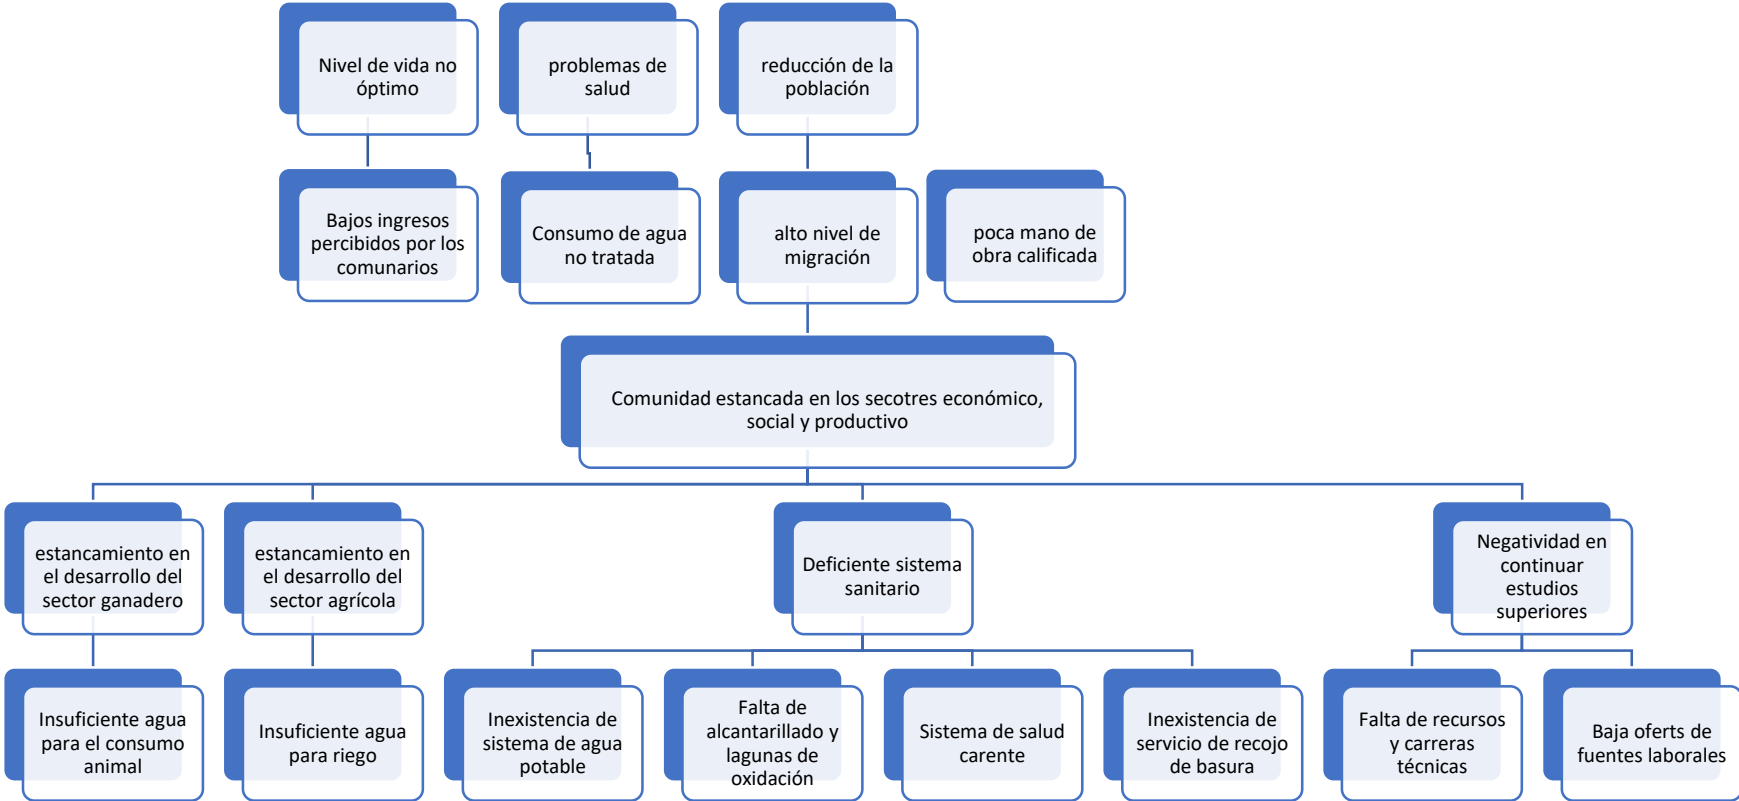 Nivel de vida no
óptimo
problemas de
salud
reducción de la
población
Bajos ingresos
percibidos por los
comunarios
Consumo de agua
no tratada
alto nivel de
migración
poca mano de
obra calificada
Comunidad estancada en los secotres económico,
social y productivo
estancamiento en
el desarrollo del
sector ganadero
estancamiento en
el desarrollo del
sector agrícola
Deficiente sistema
sanitario
Negatividad en
continuar
estudios
superiores
Insuficiente agua
para el consumo
animal
Insuficiente agua
para riego
Inexistencia de
sistema de agua
potable
Falta de
alcantarillado y
lagunas de
oxidación
Sistema de salud
carente
Inexistencia de
servicio de recojo
de basura
Falta de recursos
y carreras
técnicas
Baja oferts de
fuentes laborales